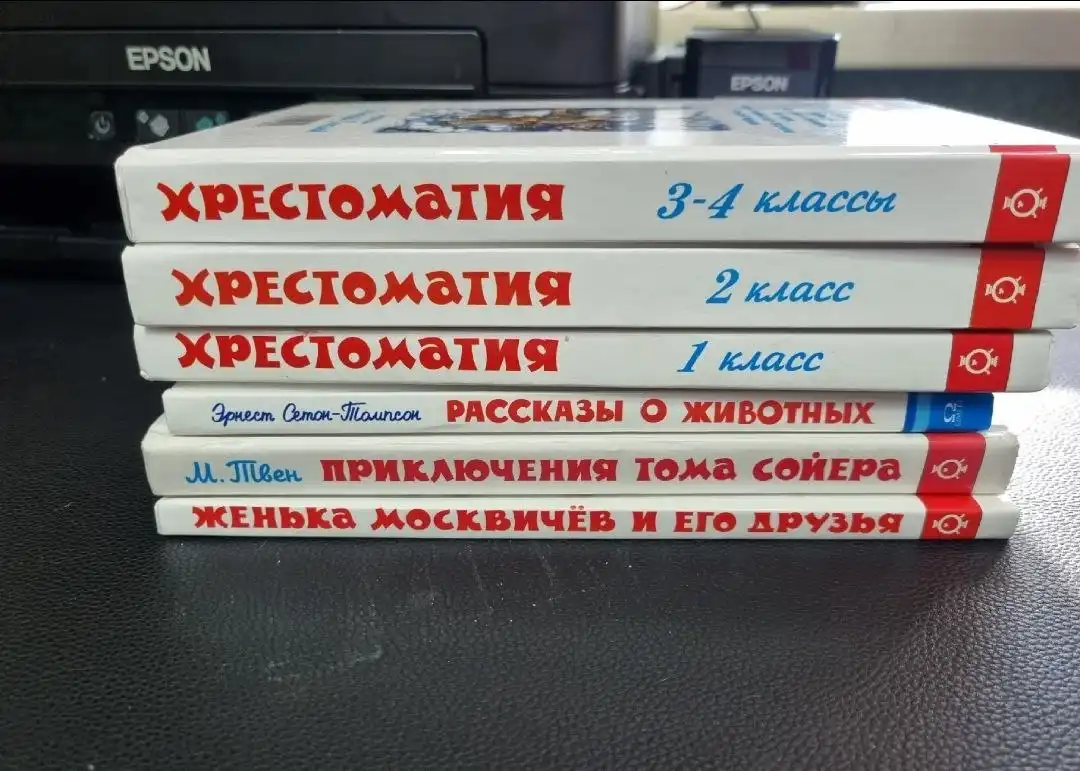 EPSON
EPSON
ХРЕСТОМАТИЯ 3-4 классы
ХРЕСТОМАТИЯ 2 класс
ХРЕСТОМАТИЯ 1 класс
Эрнест Сетон-Томпсон РАССКАЗЫ О ЖИВОТНЫХ
М. Твен ПРИКЛЮЧЕНИЯ ТОМА СОЙЕРА
ЖЕНЬКА МОСКВИЧЁВ И ЕГО ДРУЗЬЯ